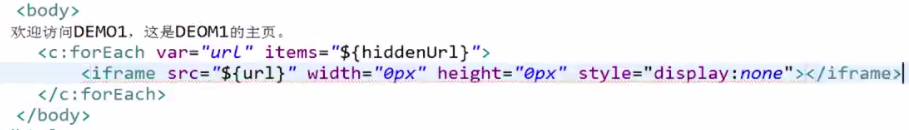 <body>
欢迎访问DEMO1，这是DEOM1的主页。
<c:forEach var="url" items="${hiddenUrl}">
<iframe src="${url}" width="0px" height="0px" style="display:none"></iframe>
</c:forEach>
</body>